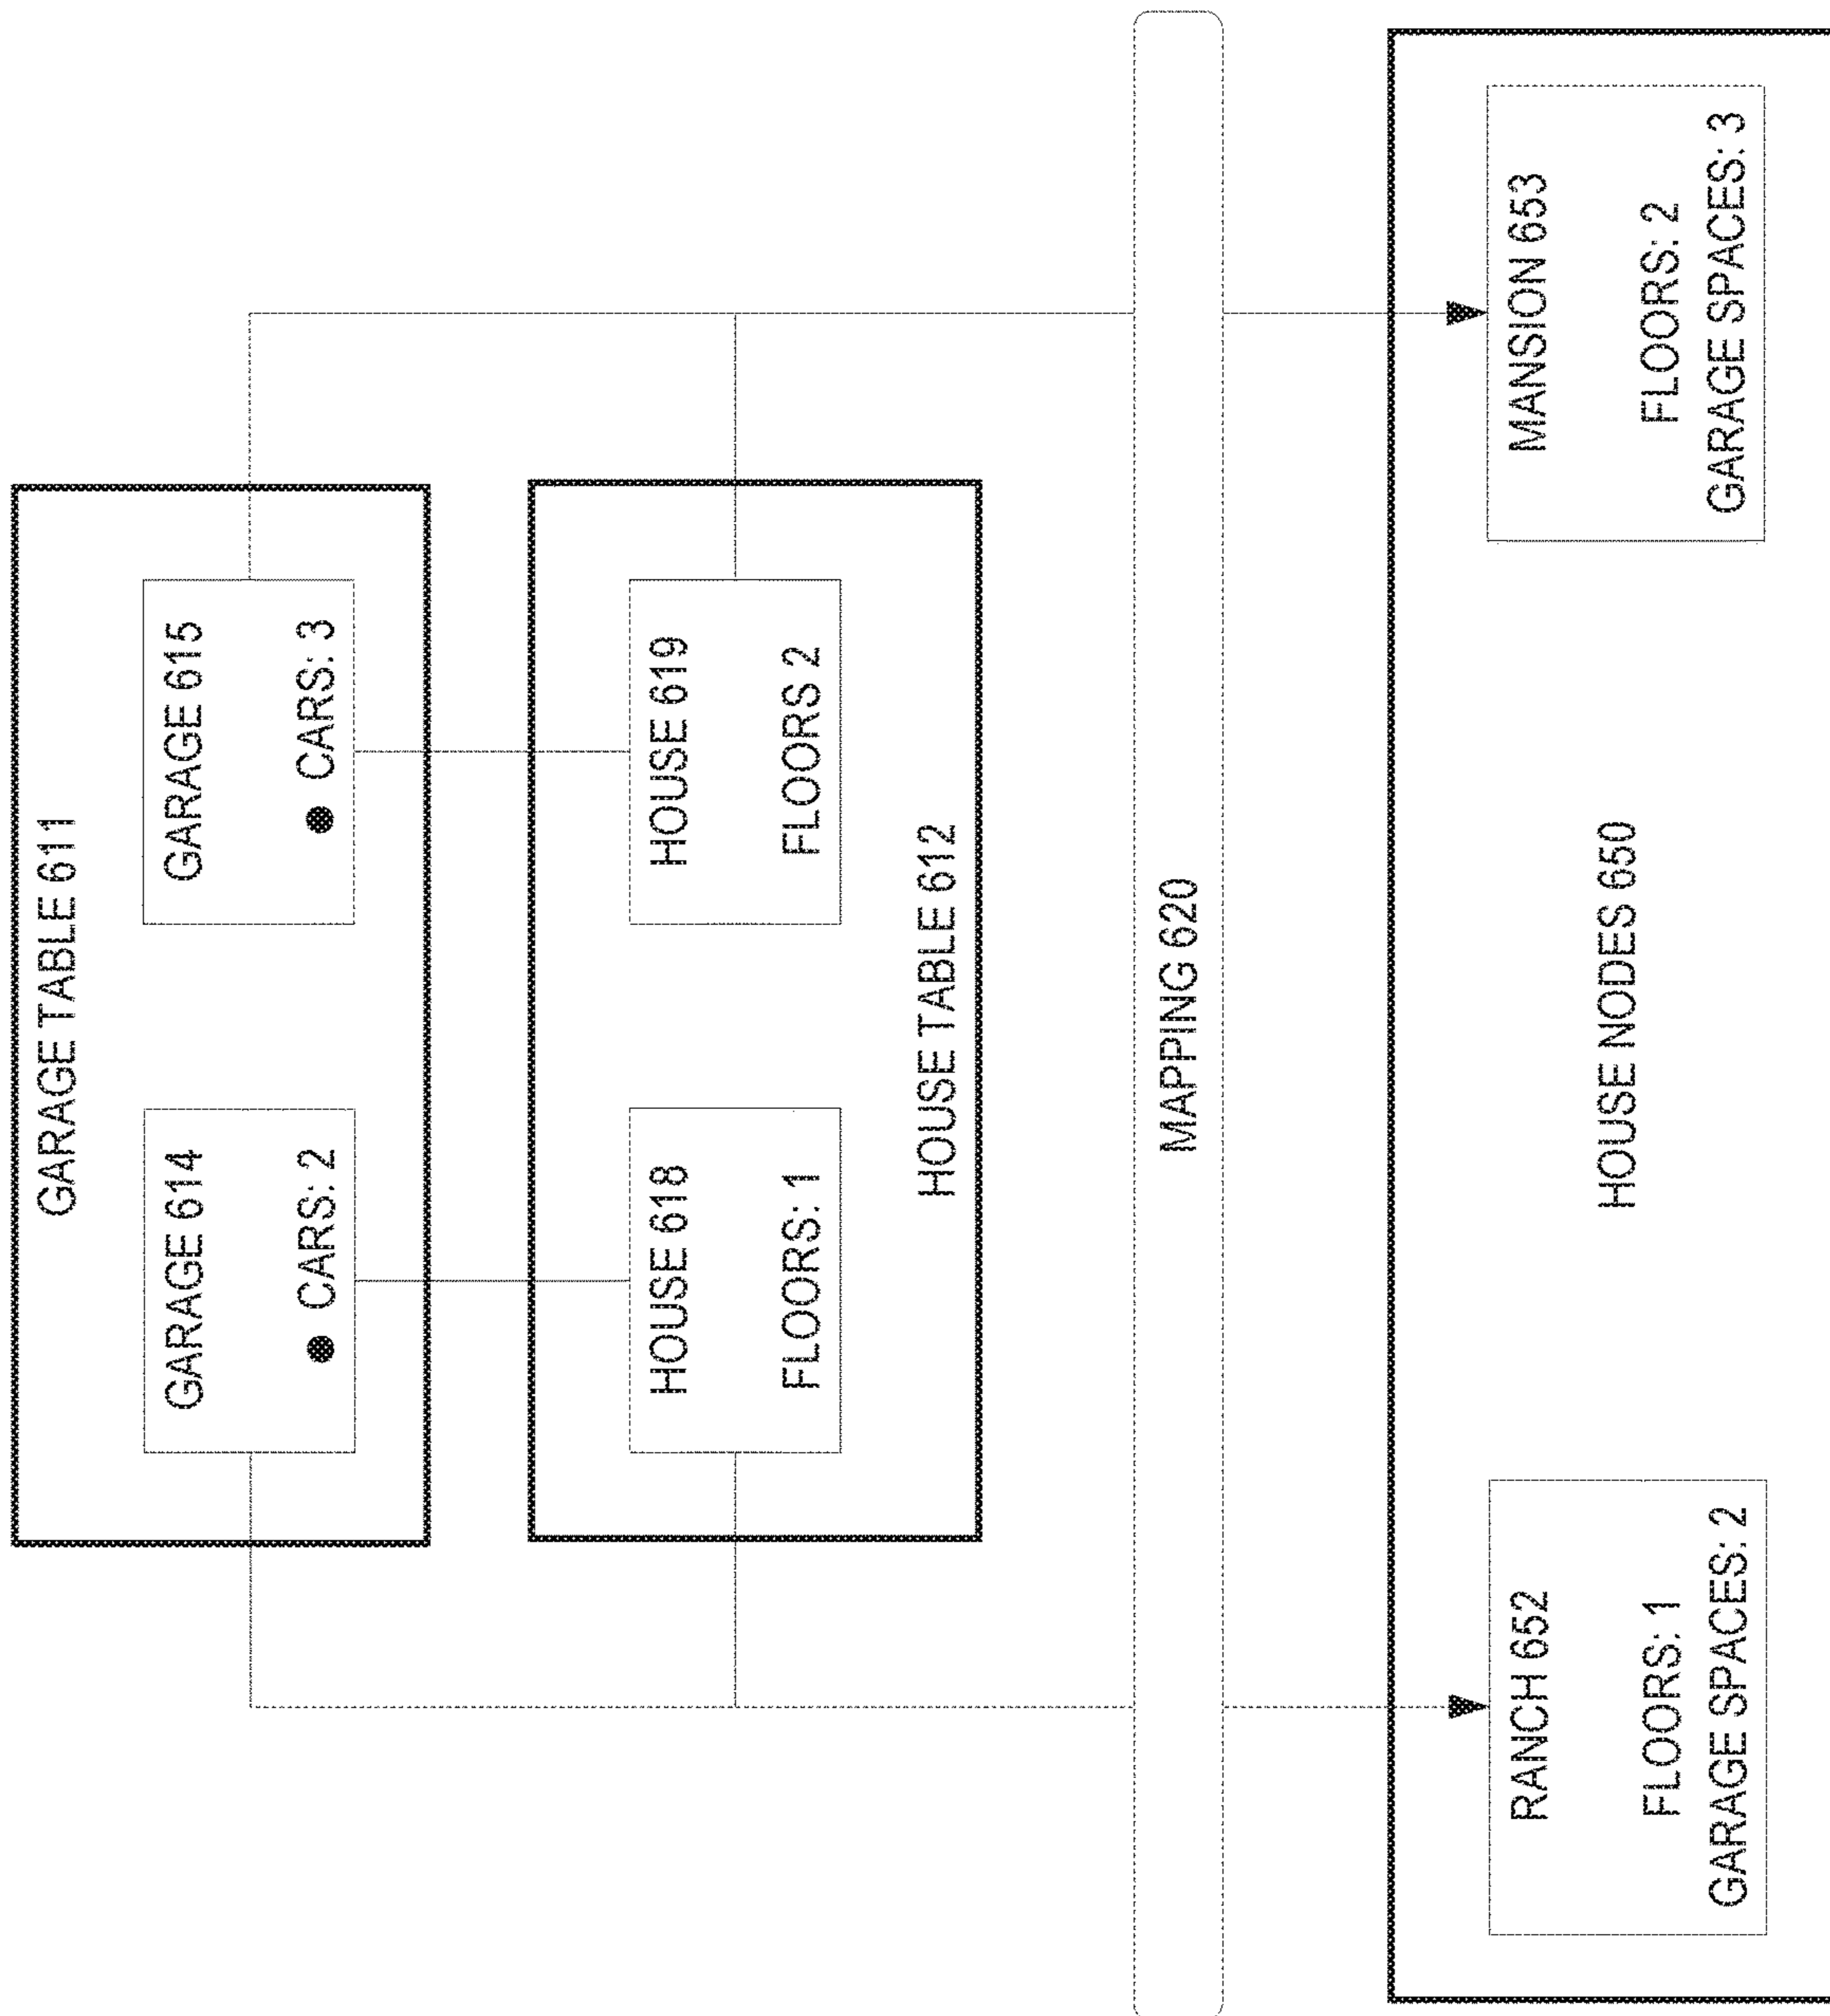 GARAGE TABLE 611
GARAGE 614
● CARS: 2
GARAGE 615
● CARS: 3
HOUSE 618
FLOORS: 1
HOUSE 619
FLOORS 2
HOUSE TABLE 612
MAPPING 620
RANCH 652
FLOORS: 1
GARAGE SPACES: 2
HOUSE NODES 650
MANSION 653
FLOORS: 2
GARAGE SPACES: 3